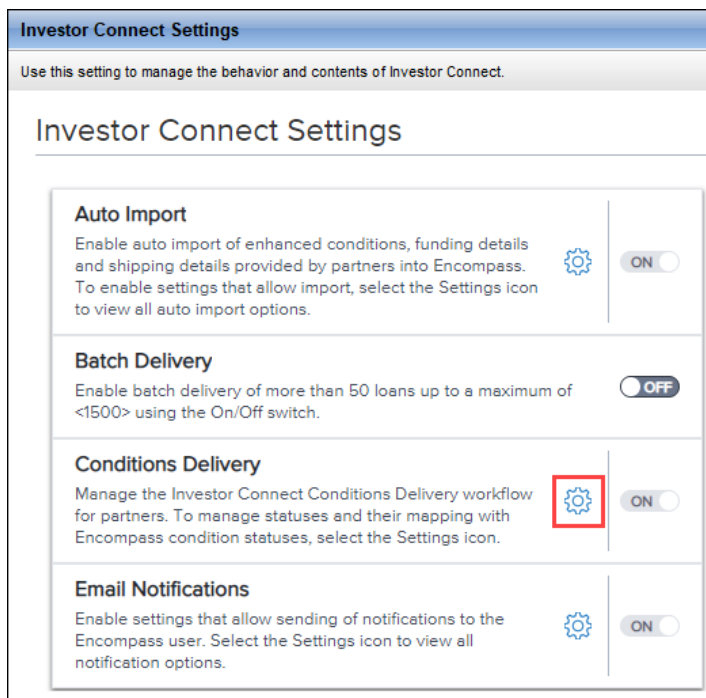 Investor Connect Settings
Use this setting to manage the behavior and contents of Investor Connect.
Investor Connect Settings
Auto Import
Enable auto import of enhanced conditions, funding details
and shipping details provided by partners into Encompass.
To enable settings that allow import, select the Settings icon
to view all auto import options.
ON
Batch Delivery
Enable batch delivery of more than 50 loans up to a maximum of
<1500> using the On/Off switch.
OFF
Conditions Delivery
Manage the Investor Connect Conditions Delivery workflow
for partners. To manage statuses and their mapping with
Encompass condition statuses, select the Settings icon.
ON
Email Notifications
Enable settings that allow sending of notifications to the
Encompass user. Select the Settings icon to view all
notification options.
ON